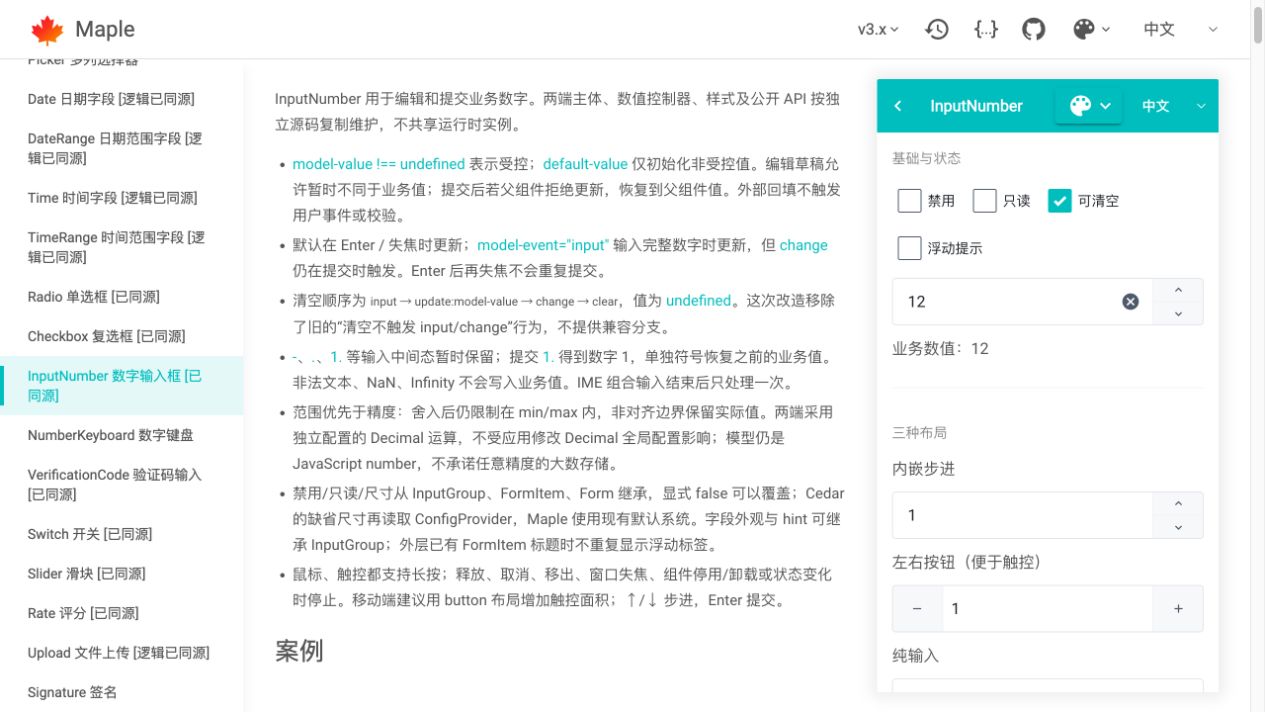 Maple
v3.x
中文
Picker 多列选择器
Date 日期字段 [逻辑已同源]
DateRange 日期范围字段 [逻
辑已同源]
Time 时间字段 [逻辑已同源]
TimeRange 时间范围字段 [逻
辑已同源]
Radio 单选框 [已同源]
Checkbox 复选框 [已同源]
InputNumber 数字输入框 [已
同源]
NumberKeyboard 数字键盘
VerificationCode 验证码输入
[已同源]
Switch 开关 [已同源]
Slider 滑块 [已同源]
Rate 评分 [已同源]
Upload 文件上传 [逻辑已同源]
Signature 签名
InputNumber 用于编辑和提交业务数字。两端主体、数值控制器、样式及公开 API 按独
立源码复制维护，不共享运行时实例。
• model-value !== undefined 表示受控；default-value 仅初始化非受控值。编辑草稿允
许暂时不同于业务值；提交后若父组件拒绝更新，恢复到父组件值。外部回填不触发
用户事件或校验。
• 默认在 Enter / 失焦时更新；model-event="input" 输入完整数字时更新，但 change
仍在提交时触发。Enter 后再失焦不会重复提交。
• 清空顺序为 input → update:model-value → change → clear，值为 undefined。这次改造移除
了旧的“清空不触发 input/change”行为，不提供兼容分支。
• -、.、1. 等输入中间态暂时保留；提交 1. 得到数字 1，单独符号恢复之前的业务值。
非法文本、NaN、Infinity 不会写入业务值。IME 组合输入结束后只处理一次。
• 范围优先于精度：舍入后仍限制在 min/max 内，非对齐边界保留实际值。两端采用
独立配置的 Decimal 运算，不受应用修改 Decimal 全局配置影响；模型仍是
JavaScript number，不承诺任意精度的大数存储。
• 禁用/只读/尺寸从 InputGroup、FormItem、Form 继承，显式 false 可以覆盖；Cedar
的缺省尺寸再读取 ConfigProvider，Maple 使用现有默认系统。字段外观与 hint 可继
承 InputGroup；外层已有 FormItem 标题时不重复显示浮动标签。
• 鼠标、触控都支持长按；释放、取消、移出、窗口失焦、组件停用/卸载或状态变化
时停止。移动端建议用 button 布局增加触控面积；↑/↓ 步进，Enter 提交。
案例
InputNumber
中文
基础与状态
禁用
只读
可清空
浮动提示
12
业务数值：12
三种布局
内嵌步进
1
左右按钮（便于触控）
−
1
+
纯输入